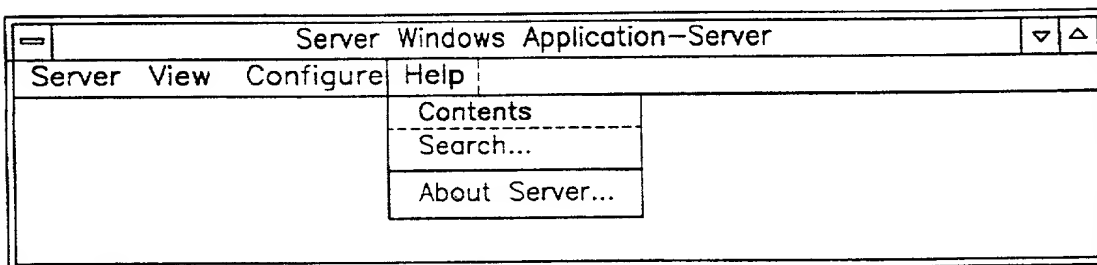 Server Windows Application-Server
Server View Configure Help
Contents
Search...
About Server...